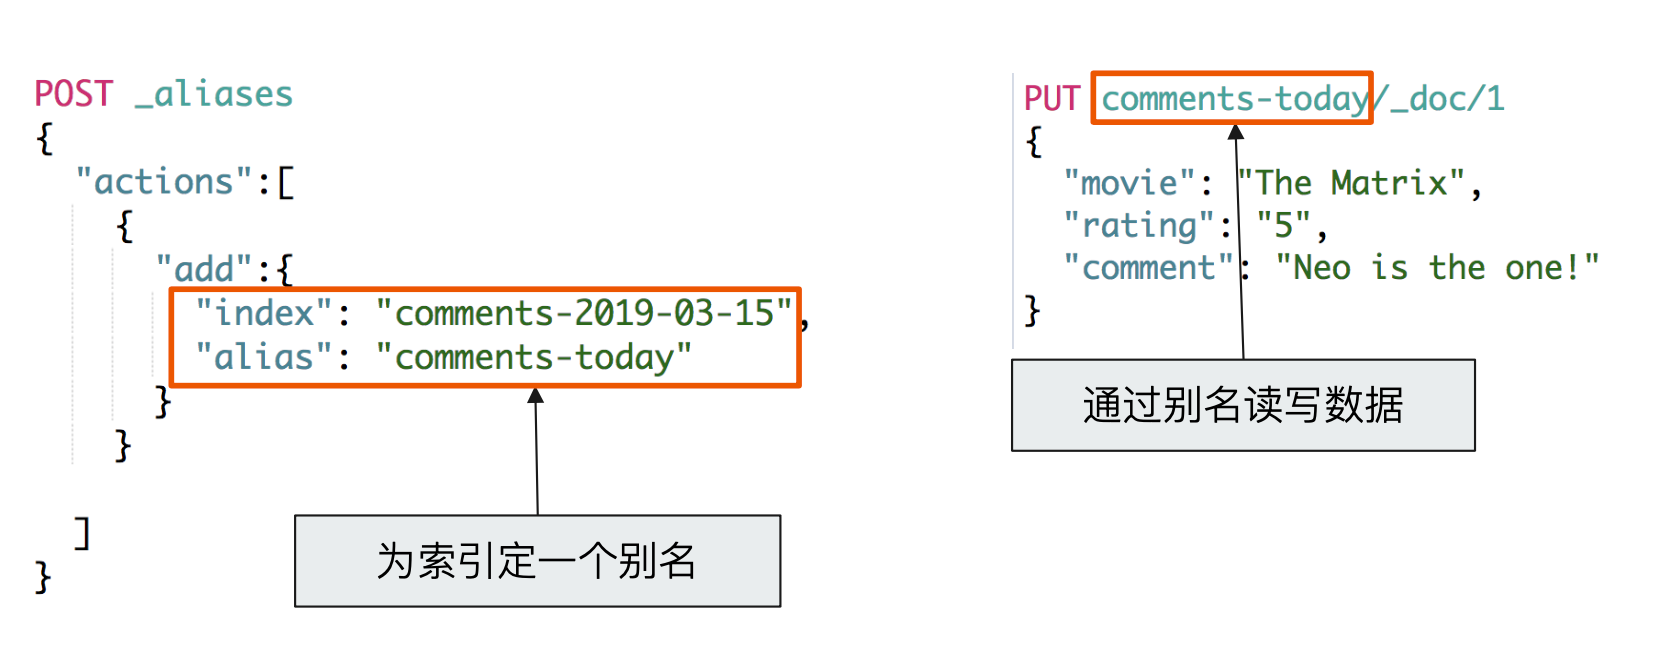 POST _aliases
{
  "actions":[
    {
      "add":{
        "index": "comments-2019-03-15",
        "alias": "comments-today"
      }
    }
  ]
}
为索引定一个别名
PUT comments-today/_doc/1
{
  "movie": "The Matrix",
  "rating": "5",
  "comment": "Neo is the one!"
}
通过别名读写数据